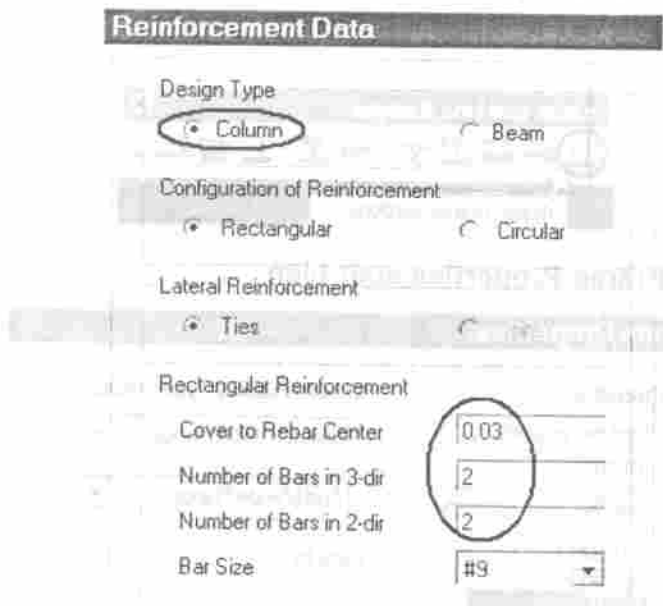 Reinforcement Data
Design Type
Column Beam
Configuration of Reinforcement
Rectangular Circular
Lateral Reinforcement
Ties
Rectangular Reinforcement
Cover to Rebar Center 0.03
Number of Bars in 3-dir 2
Number of Bars in 2-dir 2
Bar Size #9